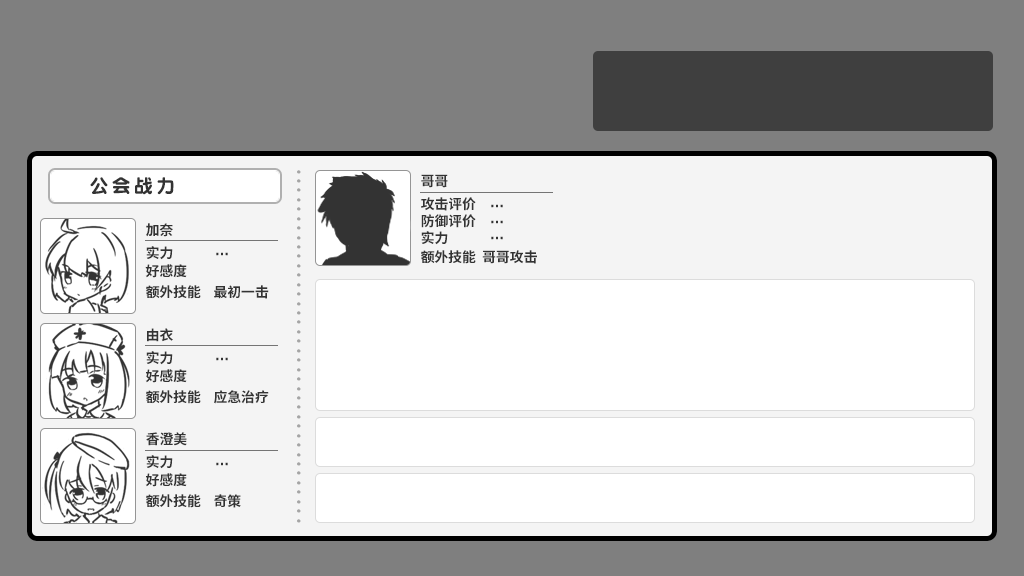 公会战力
加奈
实力 …
好感度
额外技能 最初一击
由衣
实力 …
好感度
额外技能 应急治疗
香澄美
实力 …
好感度
额外技能 奇策
哥哥
攻击评价 …
防御评价 …
实力 …
额外技能 哥哥攻击